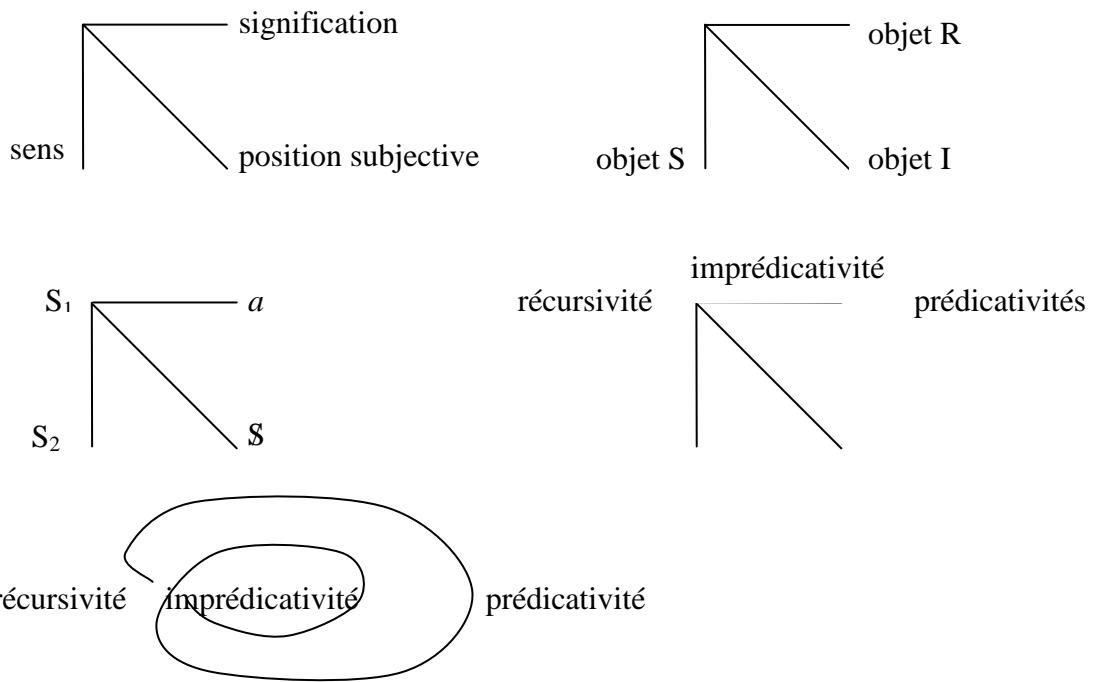 signification
objet R
sens
position subjective
objet S
objet I
imprédicativité
S₁
a
récursivité
prédicativités
S₂
$
récursivité
imprédicativité
prédicativité